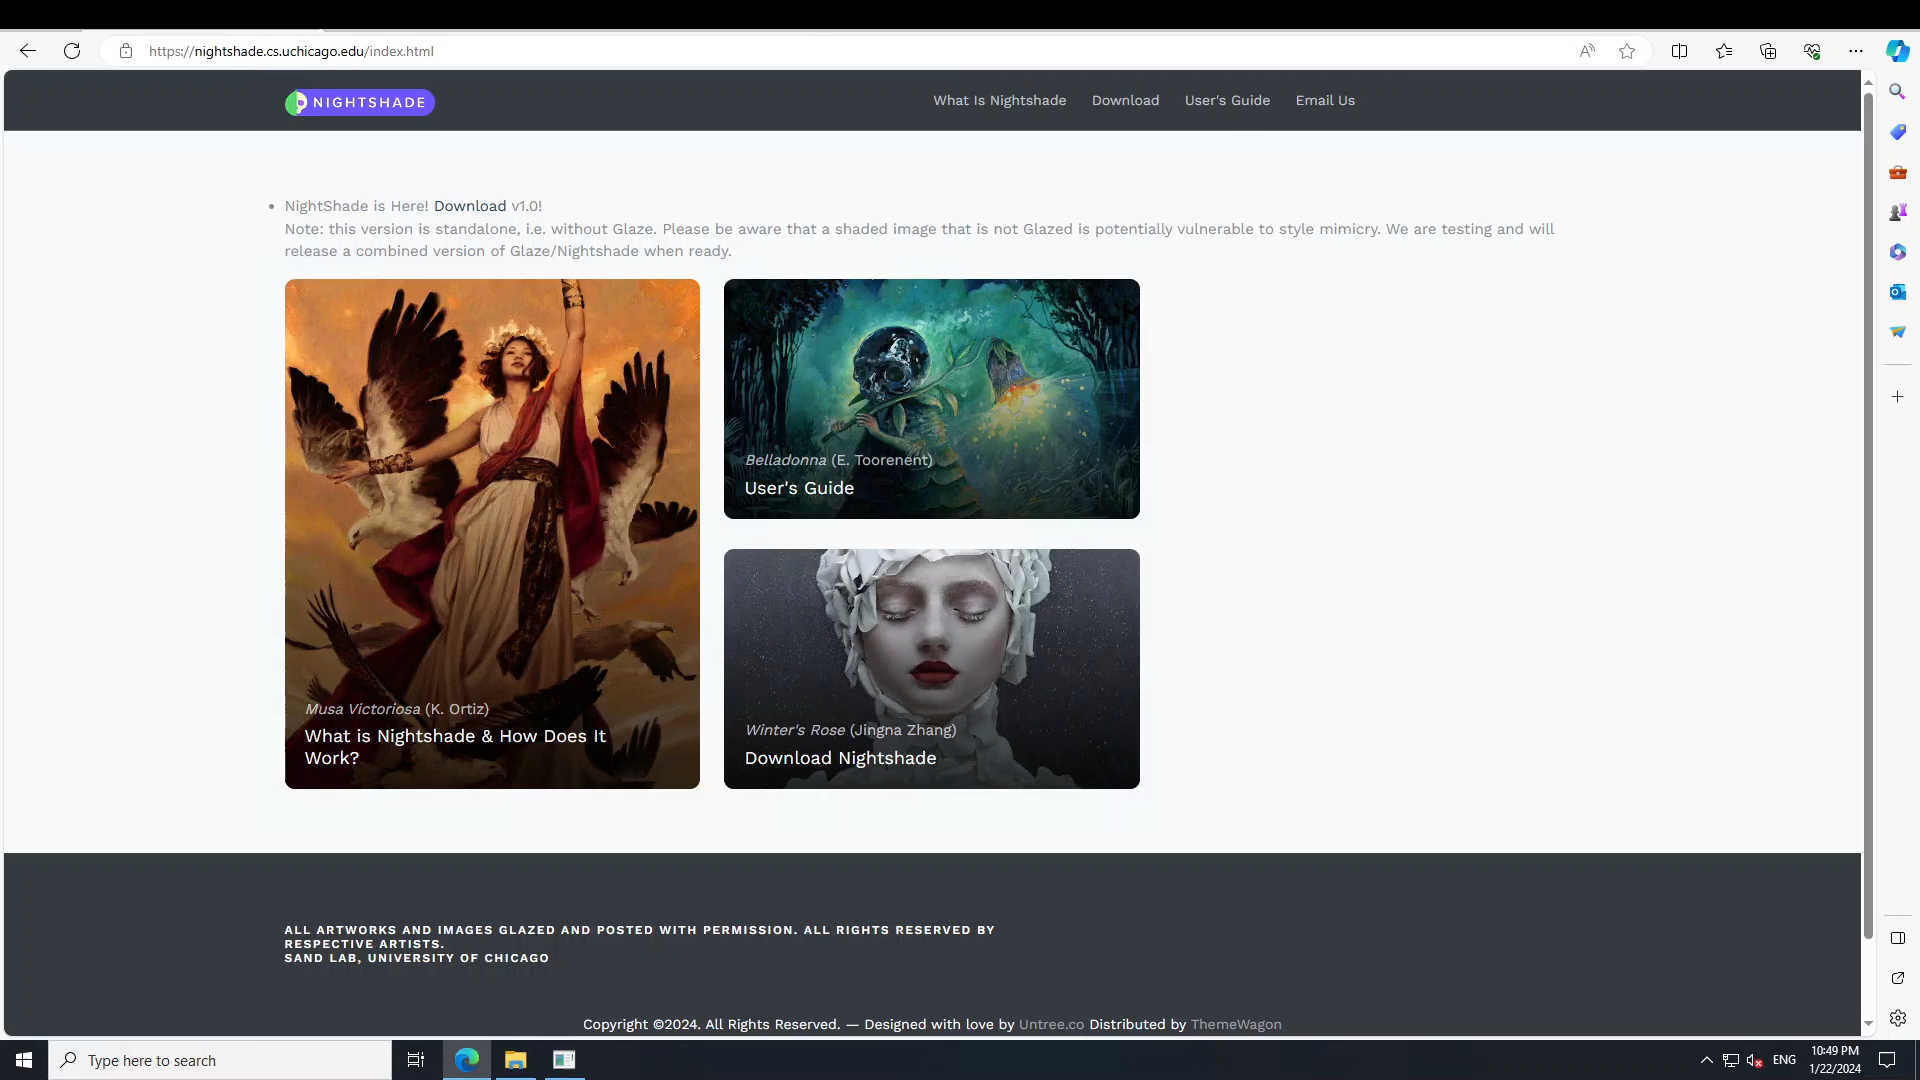 https://nightshade.cs.uchicago.edu/index.html
NIGHTSHADE
What Is Nightshade
Download
User's Guide
Email Us
NightShade is Here! Download v1.0!
Note: this version is standalone, i.e. without Glaze. Please be aware that a shaded image that is not Glazed is potentially vulnerable to style mimicry. We are testing and will
release a combined version of Glaze/Nightshade when ready.
Musa Victoriosa (K. Ortiz)
What is Nightshade & How Does It
Work?
Belladonna (E. Toorenent)
User's Guide
Winter's Rose (Jingna Zhang)
Download Nightshade
ALL ARTWORKS AND IMAGES GLAZED AND POSTED WITH PERMISSION. ALL RIGHTS RESERVED BY
RESPECTIVE ARTISTS.
SAND LAB, UNIVERSITY OF CHICAGO
Copyright ©2024. All Rights Reserved. — Designed with love by Untree.co Distributed by ThemeWagon
Type here to search
ENG
10:49 PM
1/22/2024